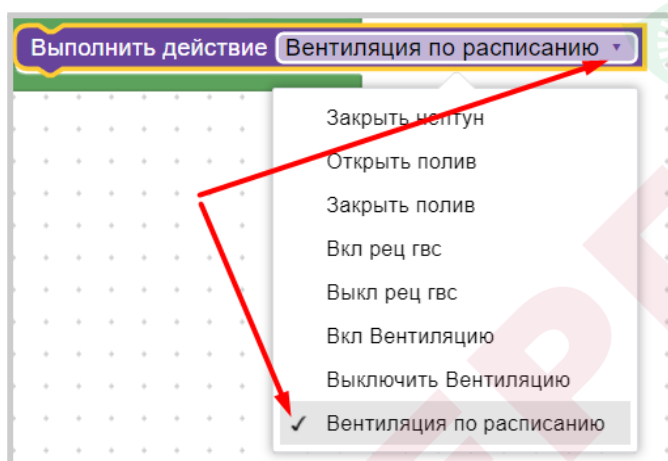 Выполнить действие Вентиляция по расписанию
Закрыть нептун
Открыть полив
Закрыть полив
Вкл рец гвс
Выкл рец гвс
Вкл Вентиляцию
Выключить Вентиляцию
Вентиляция по расписанию